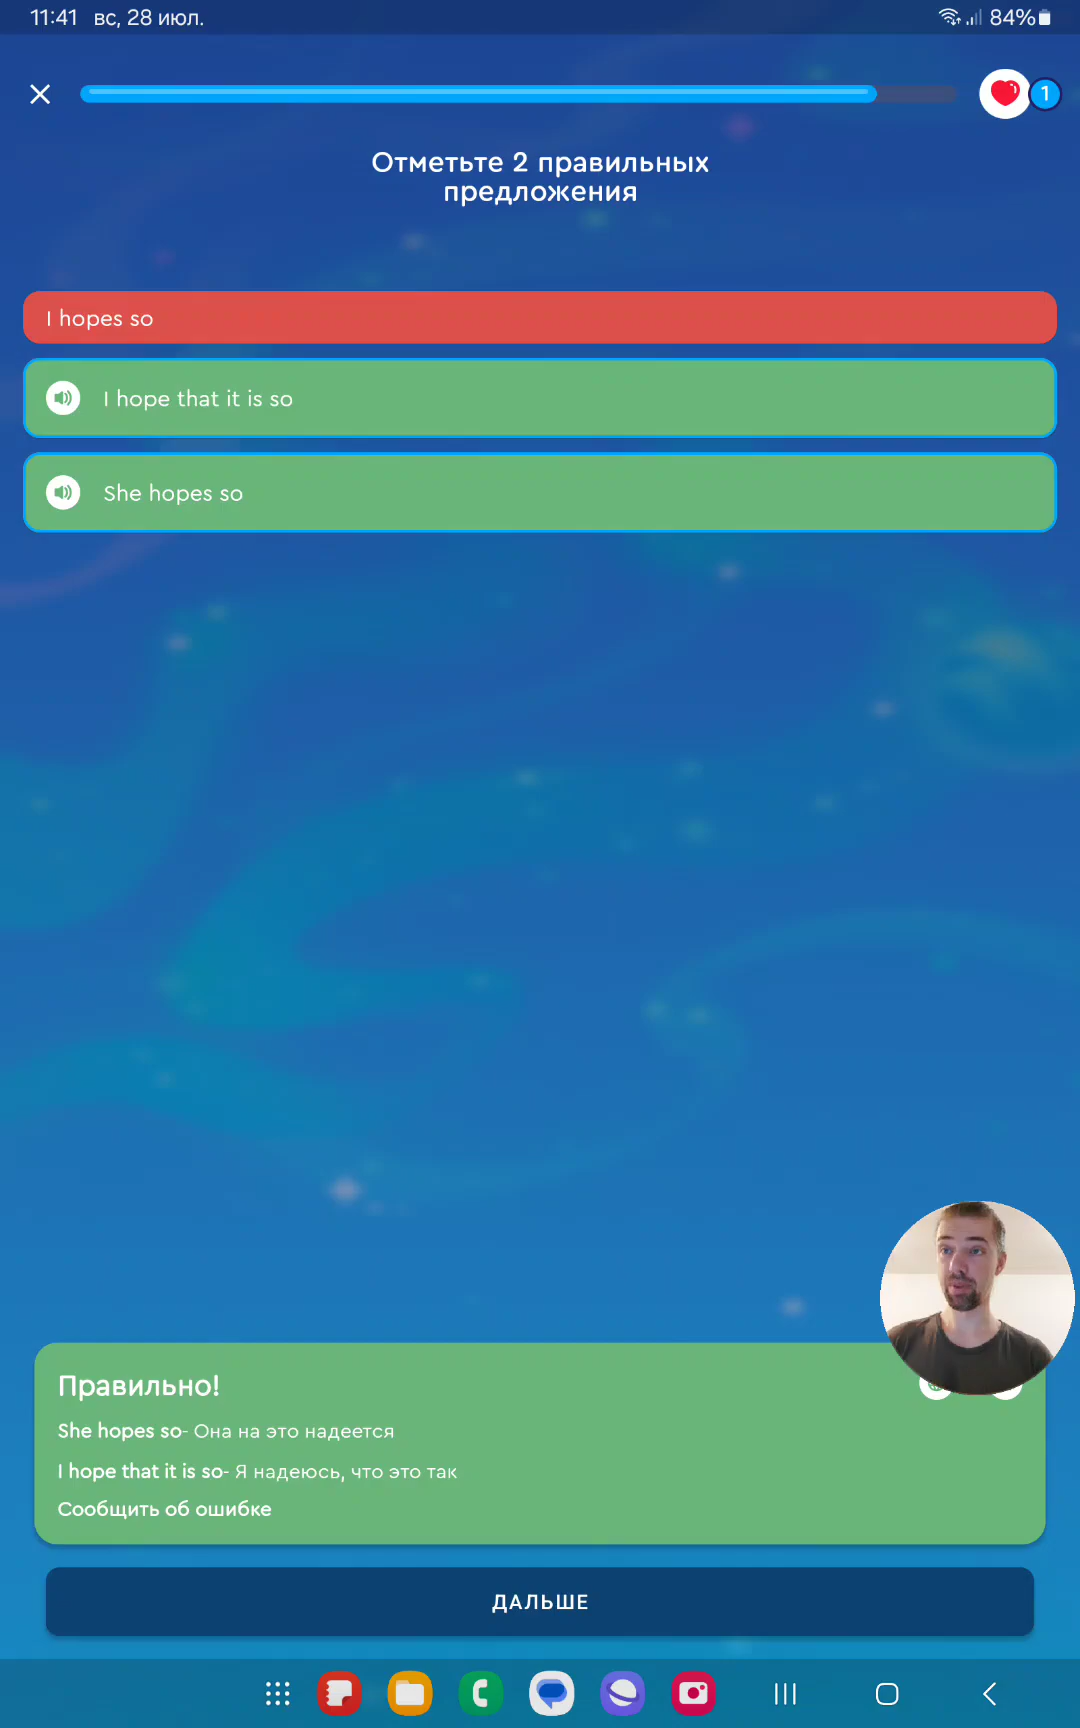 11:41 вс, 28 июл. 84%
1
Отметьте 2 правильных
предложения
I hopes so
I hope that it is so
She hopes so
Правильно!
She hopes so- Она на это надеется
I hope that it is so- Я надеюсь, что это так
Сообщить об ошибке
ДАЛЬШЕ